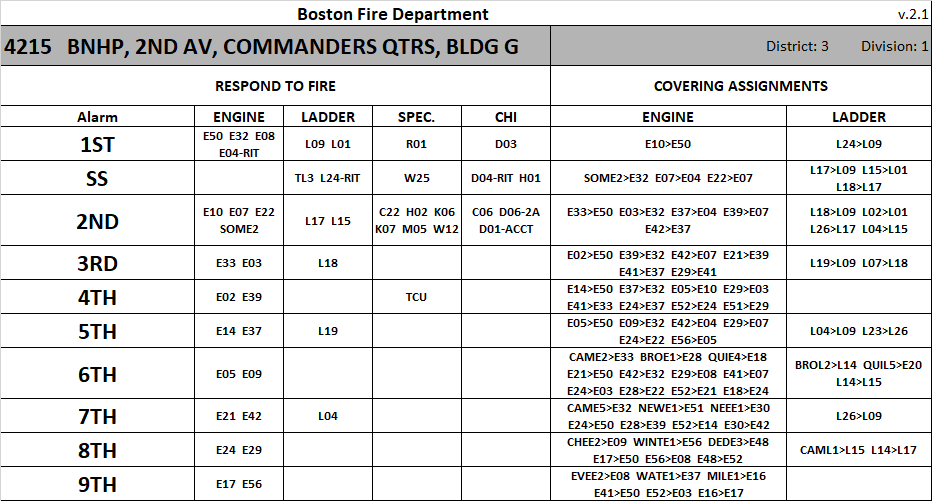 Boston Fire Department v.2.1
4215 BNHP, 2ND AV, COMMANDERS QTRS, BLDG G District: 3 Division: 1
RESPOND TO FIRE COVERING ASSIGNMENTS
Alarm ENGINE LADDER SPEC. CHI ENGINE LADDER
1ST
E50 E32 E08
E04-RIT
L09 L01
R01
D03
E10>E50
L24>L09
SS
TL3 L24-RIT
W25
D04-RIT H01
SOME2>E32 E07>E04 E22>E07
L17>L09 L15>L01
L18>L17
2ND
E10 E07 E22
SOME2
L17 L15
C22 H02 K06
K07 M05 W12
C06 D06-2A
D01-ACCT
E33>E50 E03>E32 E37>E04 E39>E07
E42>E37
L18>L09 L02>L01
L26>L17 L04>L15
3RD
E33 E03
L18
E02>E50 E39>E32 E42>E07 E21>E39
E41>E37 E29>E41
L19>L09 L07>L18
4TH
E02 E39
TCU
E14>E50 E37>E32 E05>E10 E29>E03
E41>E33 E24>E37 E52>E24 E51>E29
5TH
E14 E37
L19
E05>E50 E09>E32 E42>E04 E29>E07
E24>E22 E56>E05
L04>L09 L23>L26
6TH
E05 E09
CAME2>E33 BROE1>E28 QUIE4>E18
E21>E50 E42>E32 E29>E08 E41>E07
E24>E03 E28>E22 E52>E21 E18>E24
BROL2>L14 QUIL5>E20
L14>L15
7TH
E21 E42
L04
CAME5>E32 NEWE1>E51 NEEE1>E30
E24>E50 E28>E39 E52>E14 E30>E42
L26>L09
8TH
E24 E29
CHEE2>E09 WINTE1>E56 DEDE3>E48
E17>E50 E56>E08 E48>E52
CAML1>L15 L14>L17
9TH
E17 E56
EVEE2>E08 WATE1>E37 MILE1>E16
E41>E50 E52>E03 E16>E17